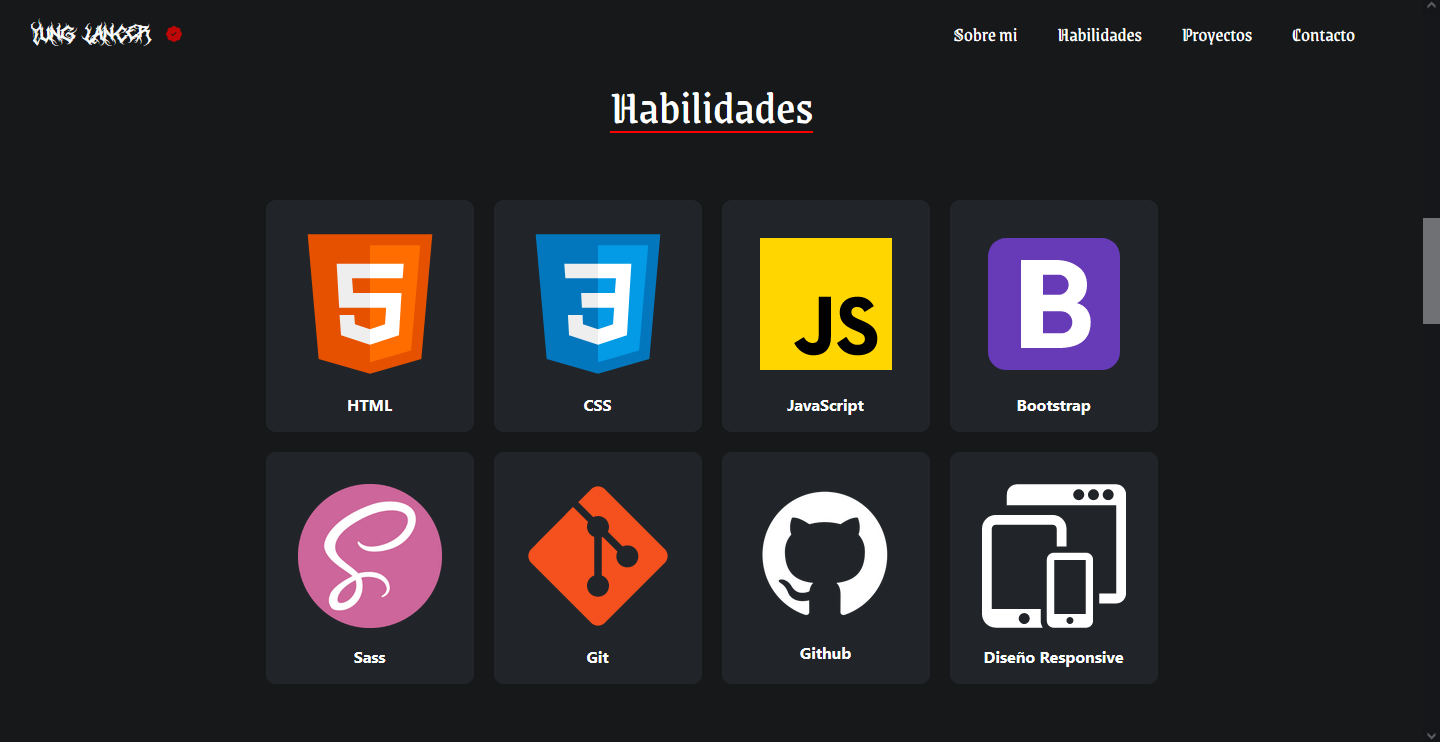 YUNG LANCER
Sobre mi Habilidades Proyectos Contacto
Habilidades
5 3 JS B
HTML CSS JavaScript Bootstrap
Sass Git Github Diseño Responsive